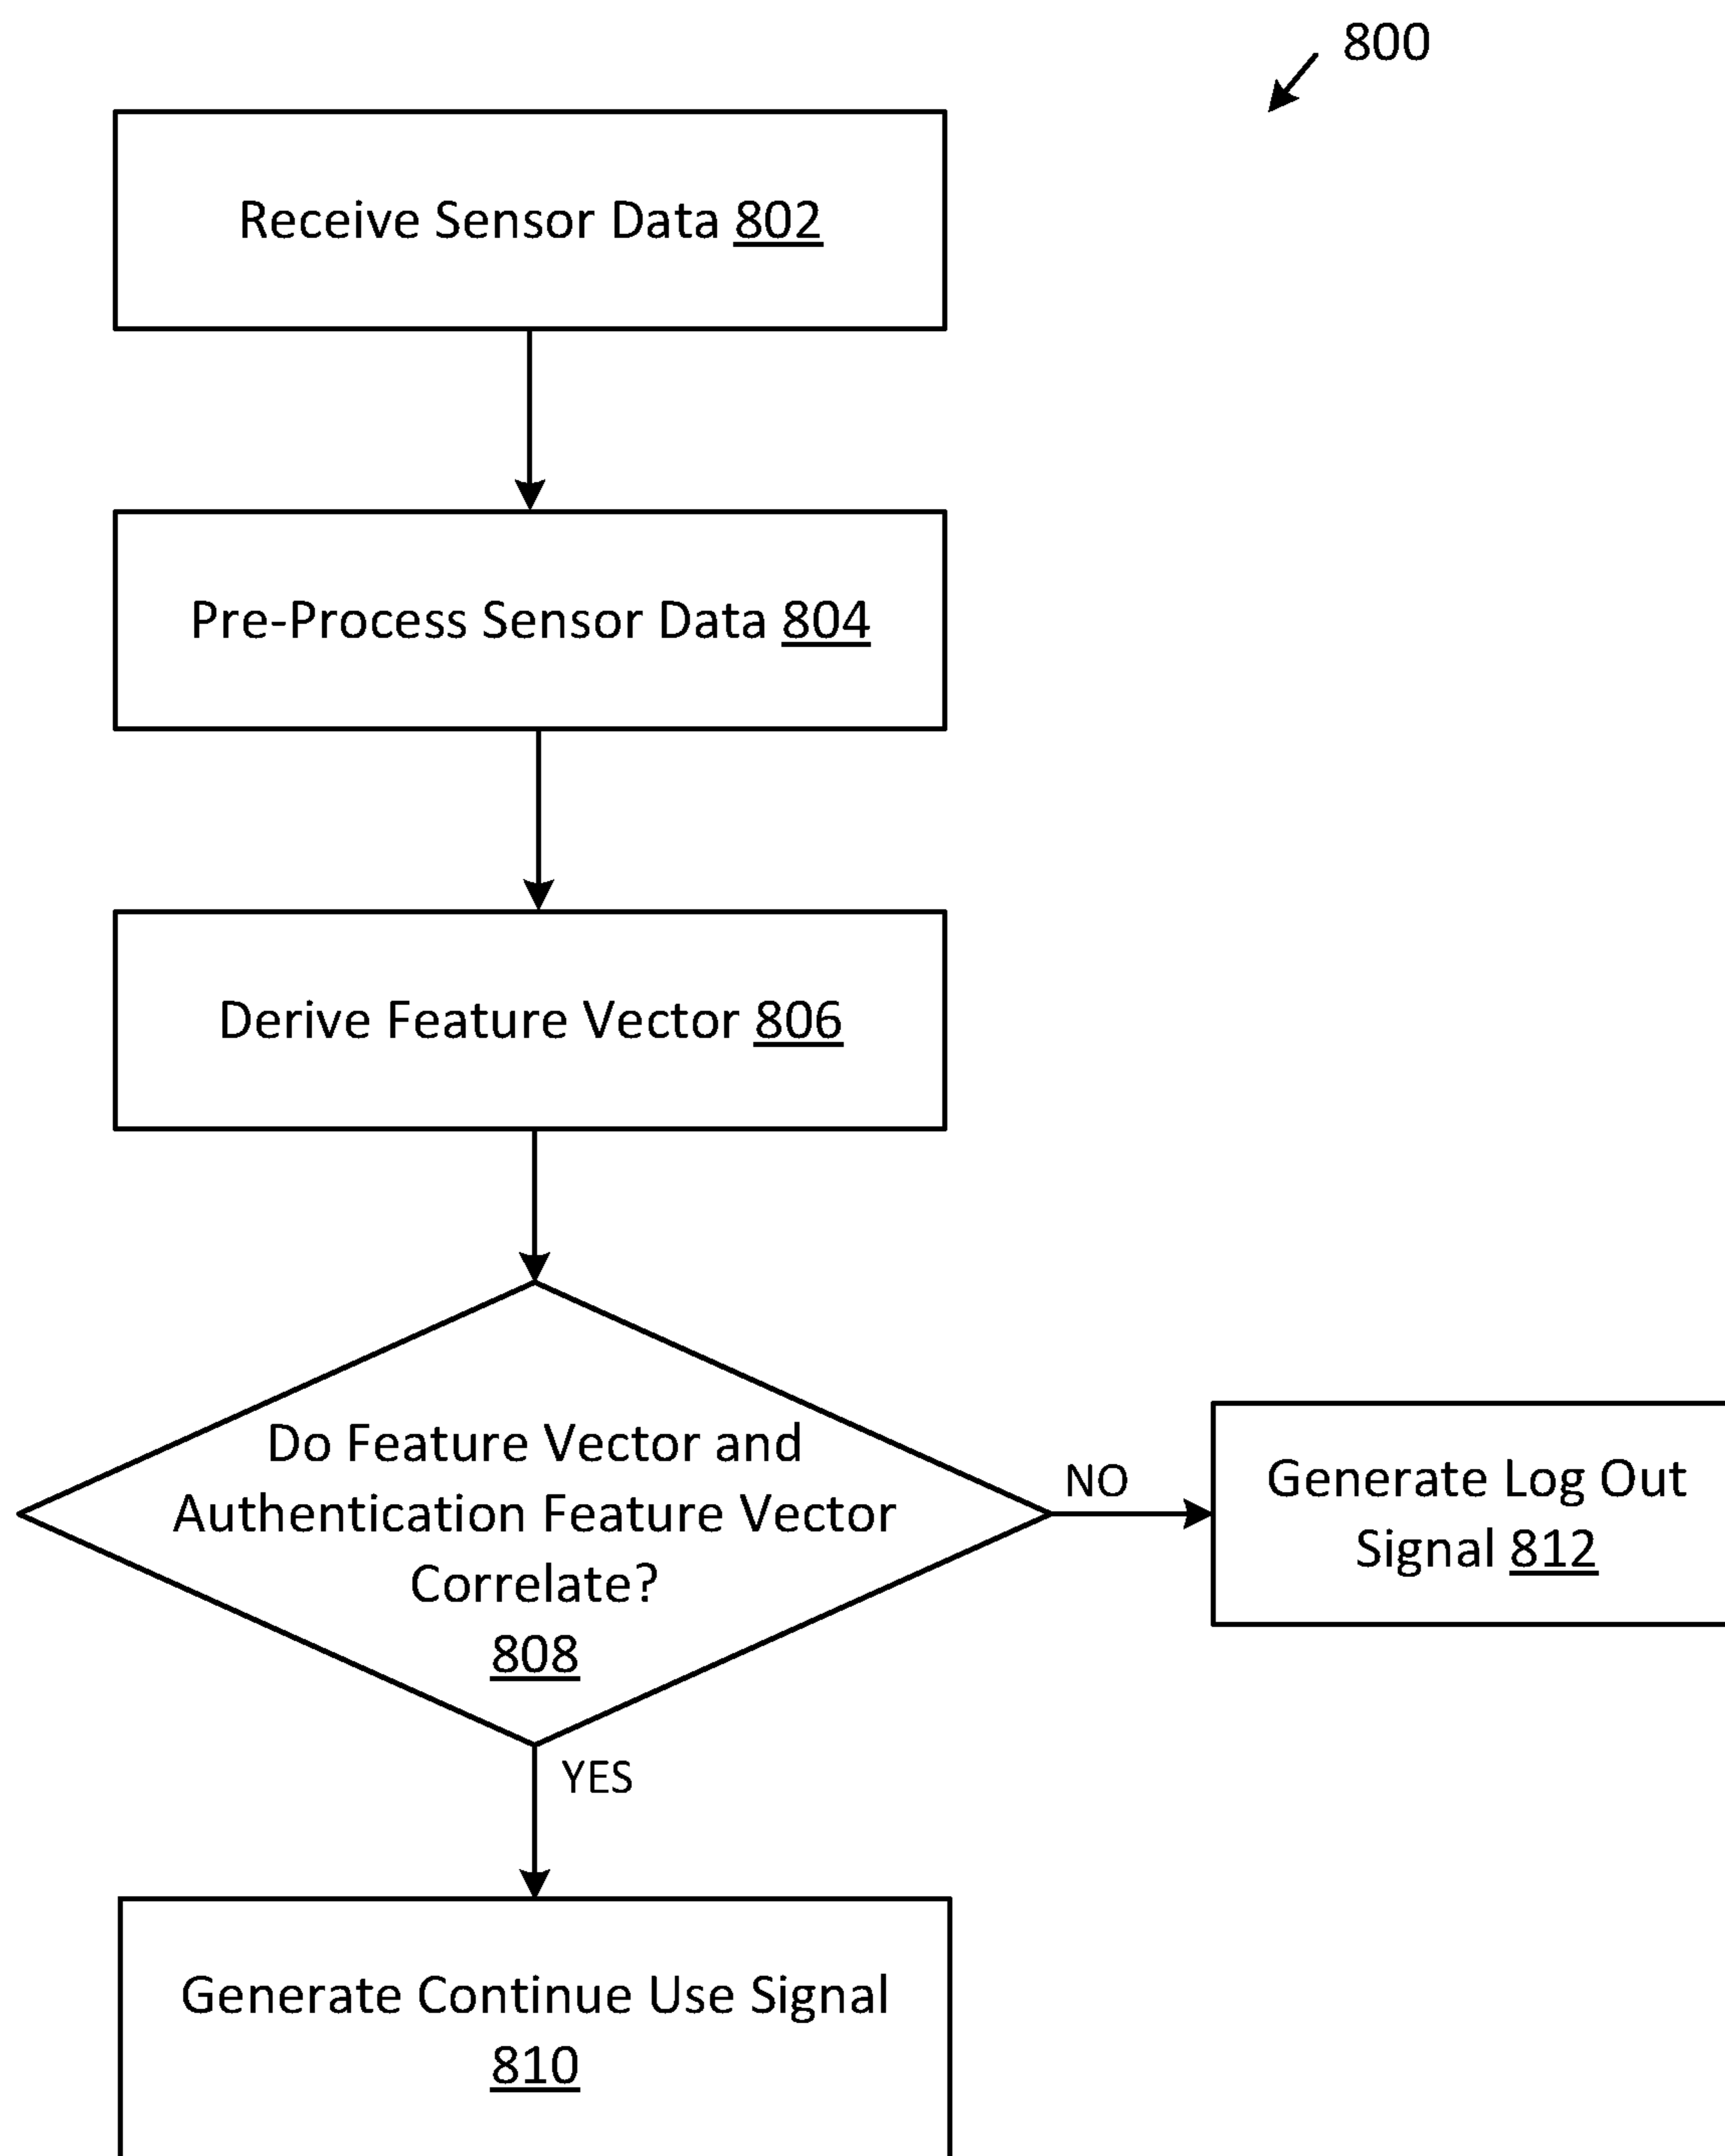 800
Receive Sensor Data 802
Pre-Process Sensor Data 804
Derive Feature Vector 806
Do Feature Vector and
Authentication Feature Vector
Correlate?
808
NO
Generate Log Out
Signal 812
YES
Generate Continue Use Signal
810